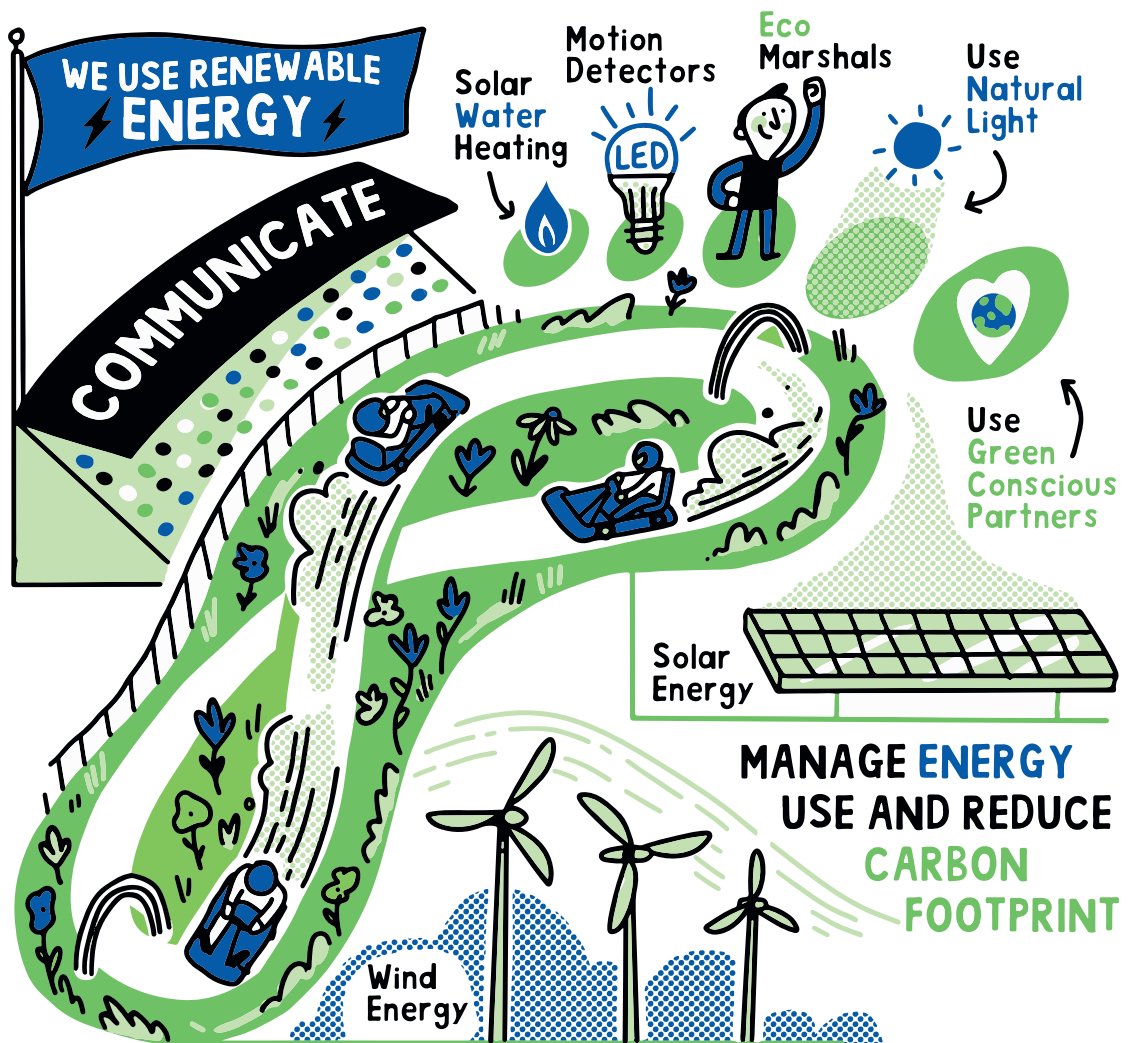 WE USE RENEWABLE
ENERGY
COMMUNICATE
Solar
Water
Heating
Motion
Detectors
LED
Eco
Marshals
Use
Natural
Light
Use
Green
Conscious
Partners
Solar
Energy
MANAGE ENERGY
USE AND REDUCE
CARBON
FOOTPRINT
Wind
Energy